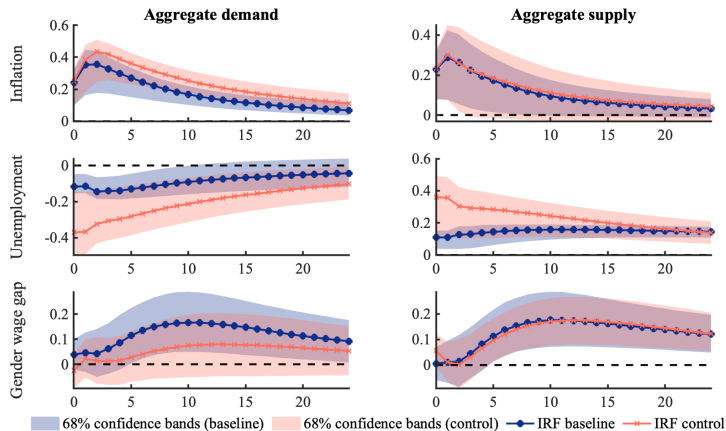 Aggregate demand Aggregate supply
Inflation
0.6
0.4
0.2
0
0 5 10 15 20
0.4
0.2
0
0 5 10 15 20
Unemployment
0
-0.2
-0.4
0 5 10 15 20
0.6
0.4
0.2
0
0 5 10 15 20
Gender wage gap
0.2
0.1
0
0 5 10 15 20
0.2
0.1
0
0 5 10 15 20
68% confidence bands (baseline) 68% confidence bands (control) IRF baseline IRF control